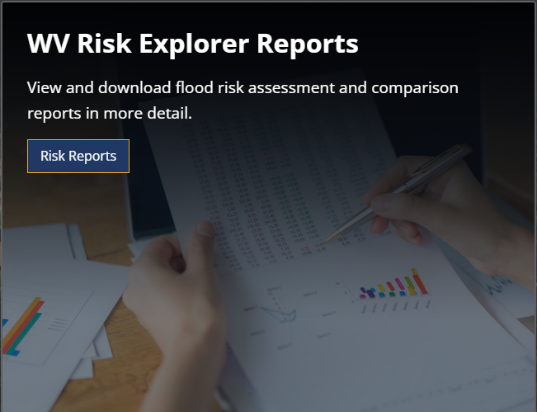 WV Risk Explorer Reports
View and download flood risk assessment and comparison
reports in more detail.
Risk Reports